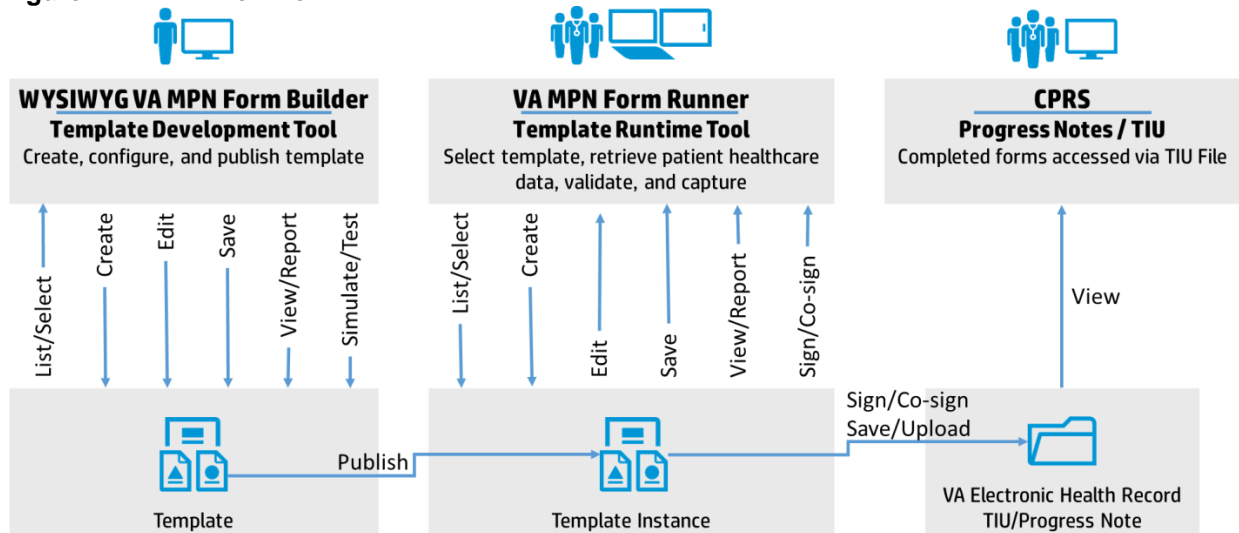 WYSIWYG VA MPN Form Builder
Template Development Tool
Create, configure, and publish template
VA MPN Form Runner
Template Runtime Tool
Select template, retrieve patient healthcare
data, validate, and capture
CPRS
Progress Notes / TIU
Completed forms accessed via TIU File
List/Select
Create
Edit
Save
View/Report
Simulate/Test
List/Select
Create
Edit
Save
View/Report
Sign/Co-sign
View
Publish
Sign/Co-sign
Save/Upload
Template
Template Instance
VA Electronic Health Record
TIU/Progress Note